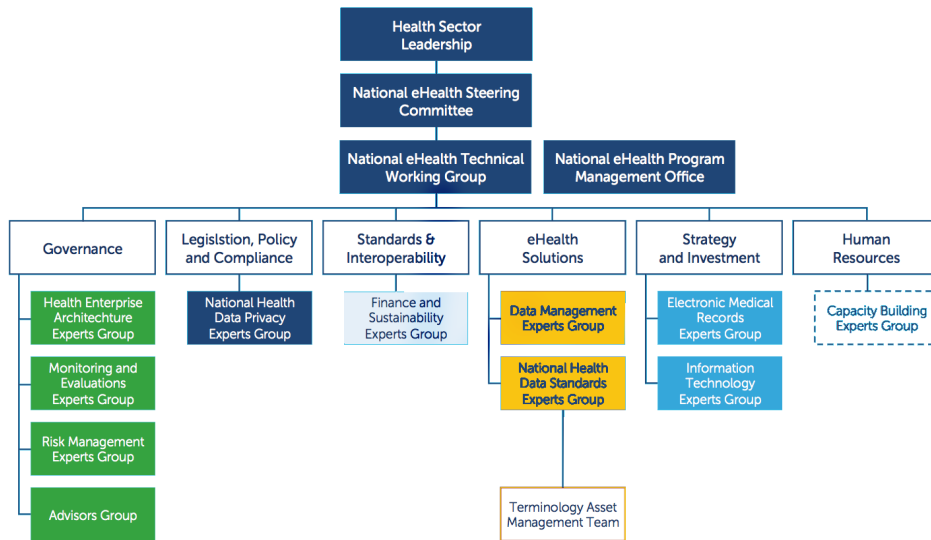 Health Sector
Leadership
National eHealth Steering
Committee
National eHealth Technical
Working Group
National eHealth Program
Management Office
Governance
Legislstion, Policy
and Compliance
Standards &
Interoperability
eHealth
Solutions
Strategy
and Investment
Human
Resources
Health Enterprise
Architechture
Experts Group
Monitoring and
Evaluations
Experts Group
Risk Management
Experts Group
Advisors Group
National Health
Data Privacy
Experts Group
Finance and
Sustainability
Experts Group
Data Management
Experts Group
National Health
Data Standards
Experts Group
Terminology Asset
Management Team
Electronic Medical
Records
Experts Group
Information
Technology
Experts Group
Capacity Building
Experts Group